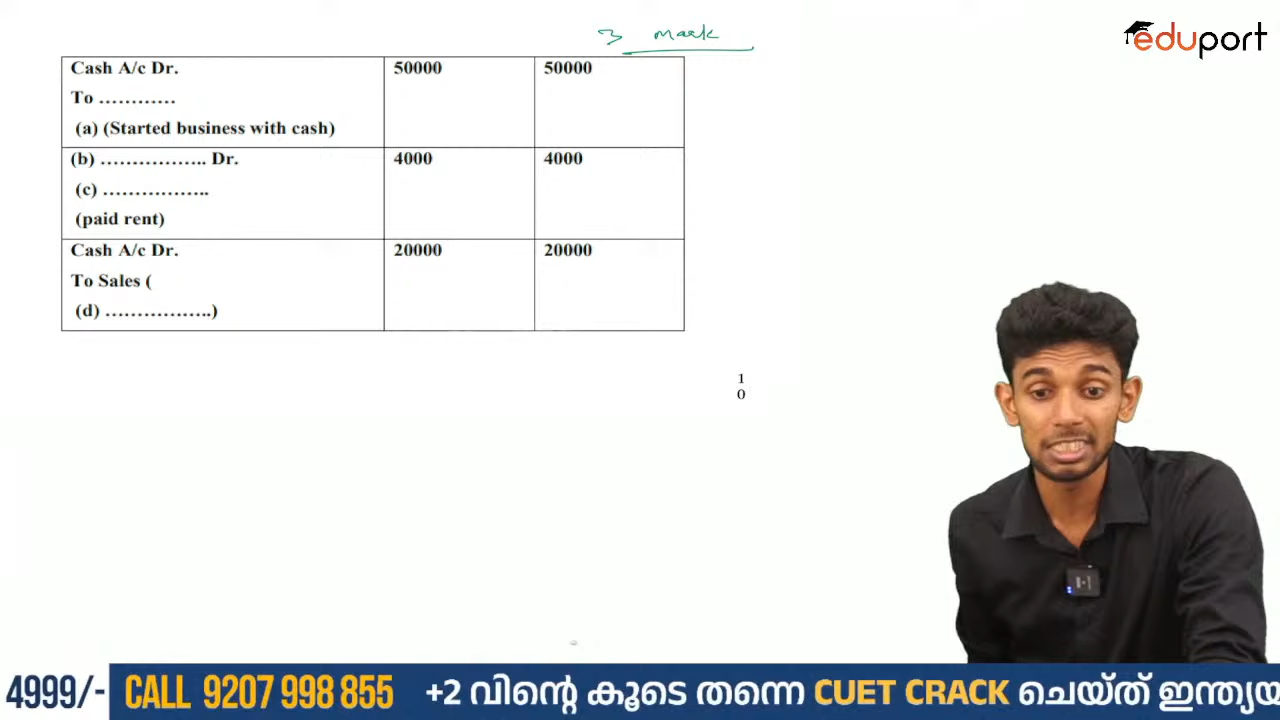 3 mark
eduport
Cash A/c Dr. 50000 50000
To …………
(a) (Started business with cash)
(b) …………….. Dr. 4000 4000
(c) ……………..
(paid rent)
Cash A/c Dr. 20000 20000
To Sales (
(d) ……………..)
1
0
4999/- CALL 9207 998 855 +2 വിന്റെ കൂടെ തന്നെ CUET CRACK ചെയ്ത് ഇന്ത്യയ